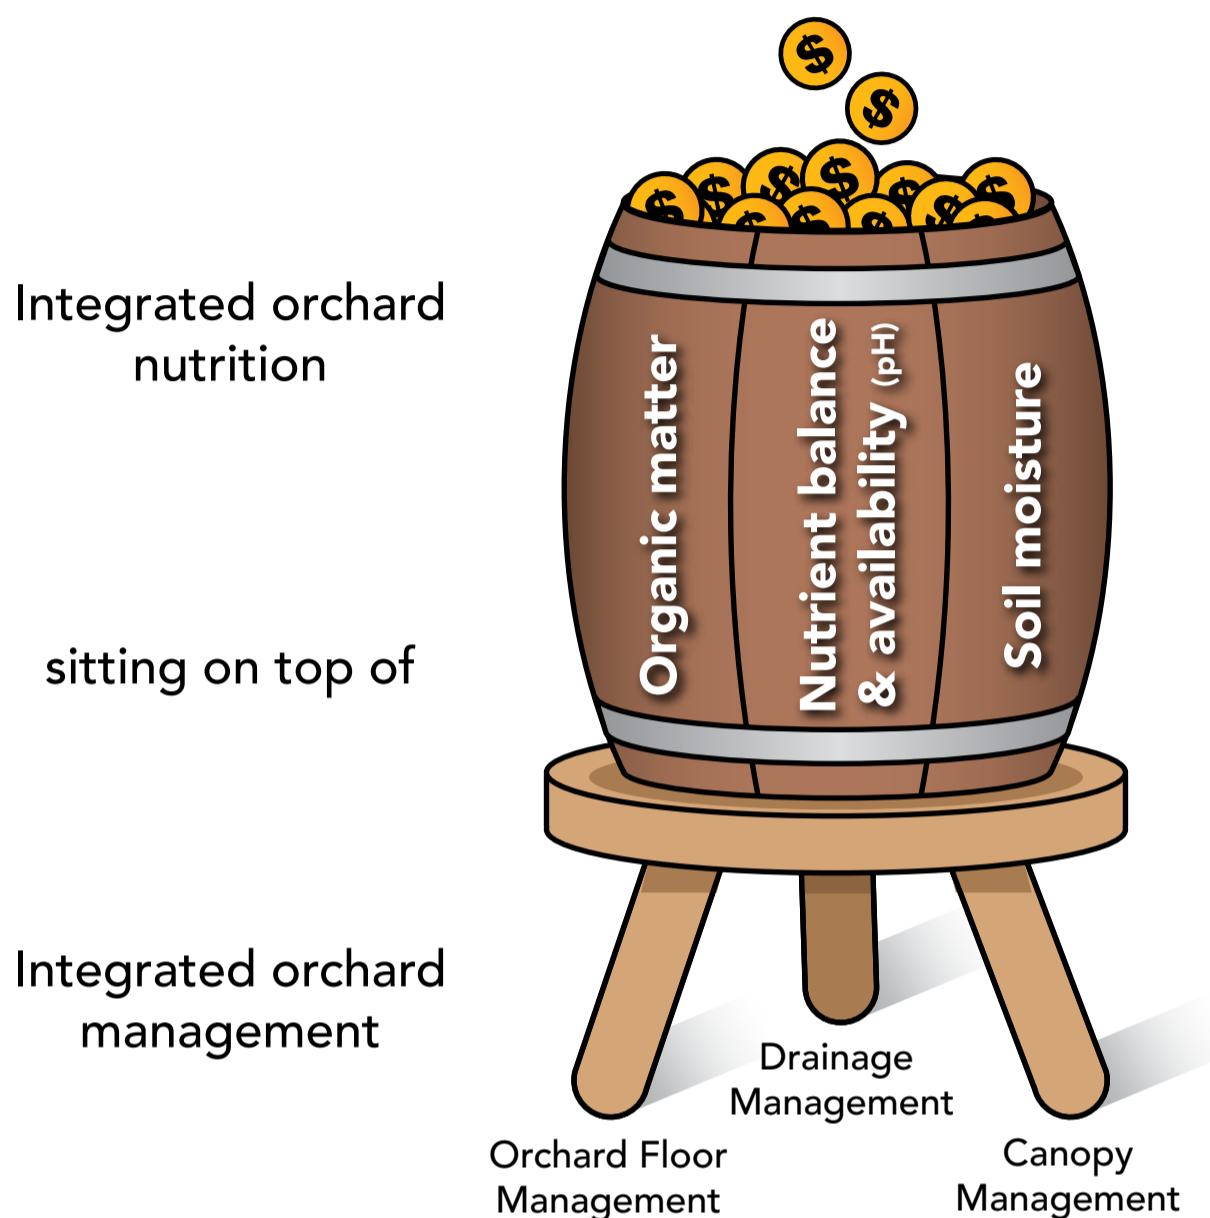 Integrated orchard
nutrition
sitting on top of
Integrated orchard
management
$
$
$
$
$
$
$
$
$
$
$
$
$
$
Organic matter
Nutrient balance
& availability (pH)
Soil moisture
Drainage
Management
Orchard Floor
Management
Canopy
Management